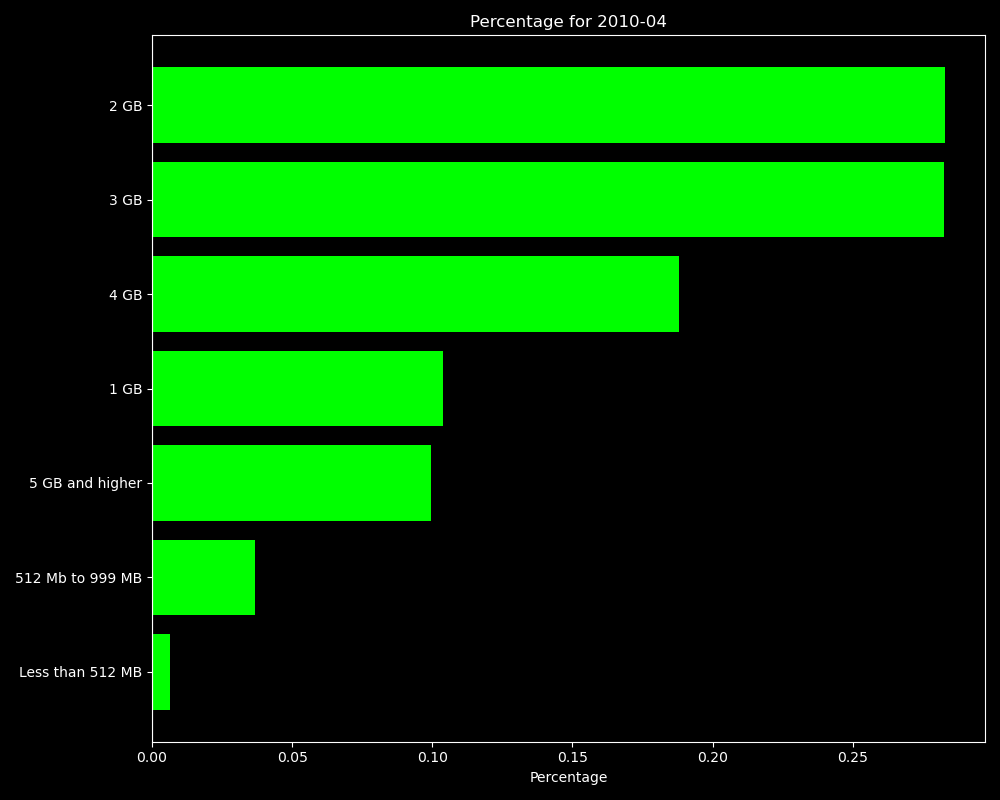 Percentage for 2010-04
2 GB
3 GB
4 GB
1 GB
5 GB and higher
512 Mb to 999 MB
Less than 512 MB
0.00 0.05 0.10 0.15 0.20 0.25
Percentage